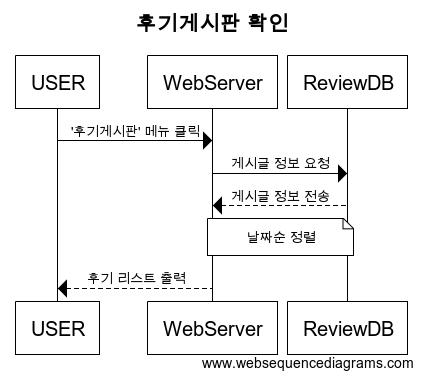 후기게시판 확인
USER
WebServer
ReviewDB
'후기게시판' 메뉴 클릭
게시글 정보 요청
게시글 정보 전송
날짜순 정렬
후기 리스트 출력
USER
WebServer
ReviewDB
www.websequencediagrams.com